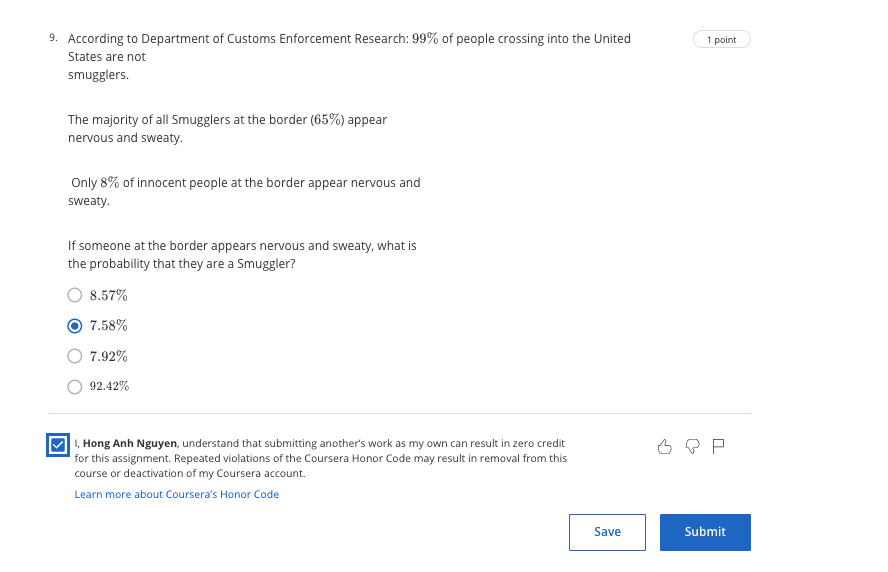 9. According to Department of Customs Enforcement Research: 99% of people crossing into the United
1 point
States are not
smugglers.
The majority of all Smugglers at the border (65%) appear
nervous and sweaty.
Only 8% of innocent people at the border appear nervous and
sweaty.
If someone at the border appears nervous and sweaty, what is
the probability that they are a Smuggler?
8.57%
7.58%
7.92%
92.42%
I, Hong Anh Nguyen, understand that submitting another's work as my own can result in zero credit
for this assignment. Repeated violations of the Coursera Honor Code may result in removal from this
course or deactivation of my Coursera account.
Learn more about Coursera's Honor Code
Save
Submit